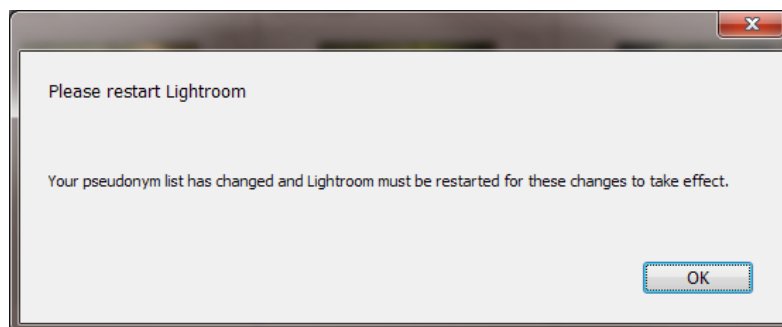 Please restart Lightroom
Your pseudonym list has changed and Lightroom must be restarted for these changes to take effect.
OK